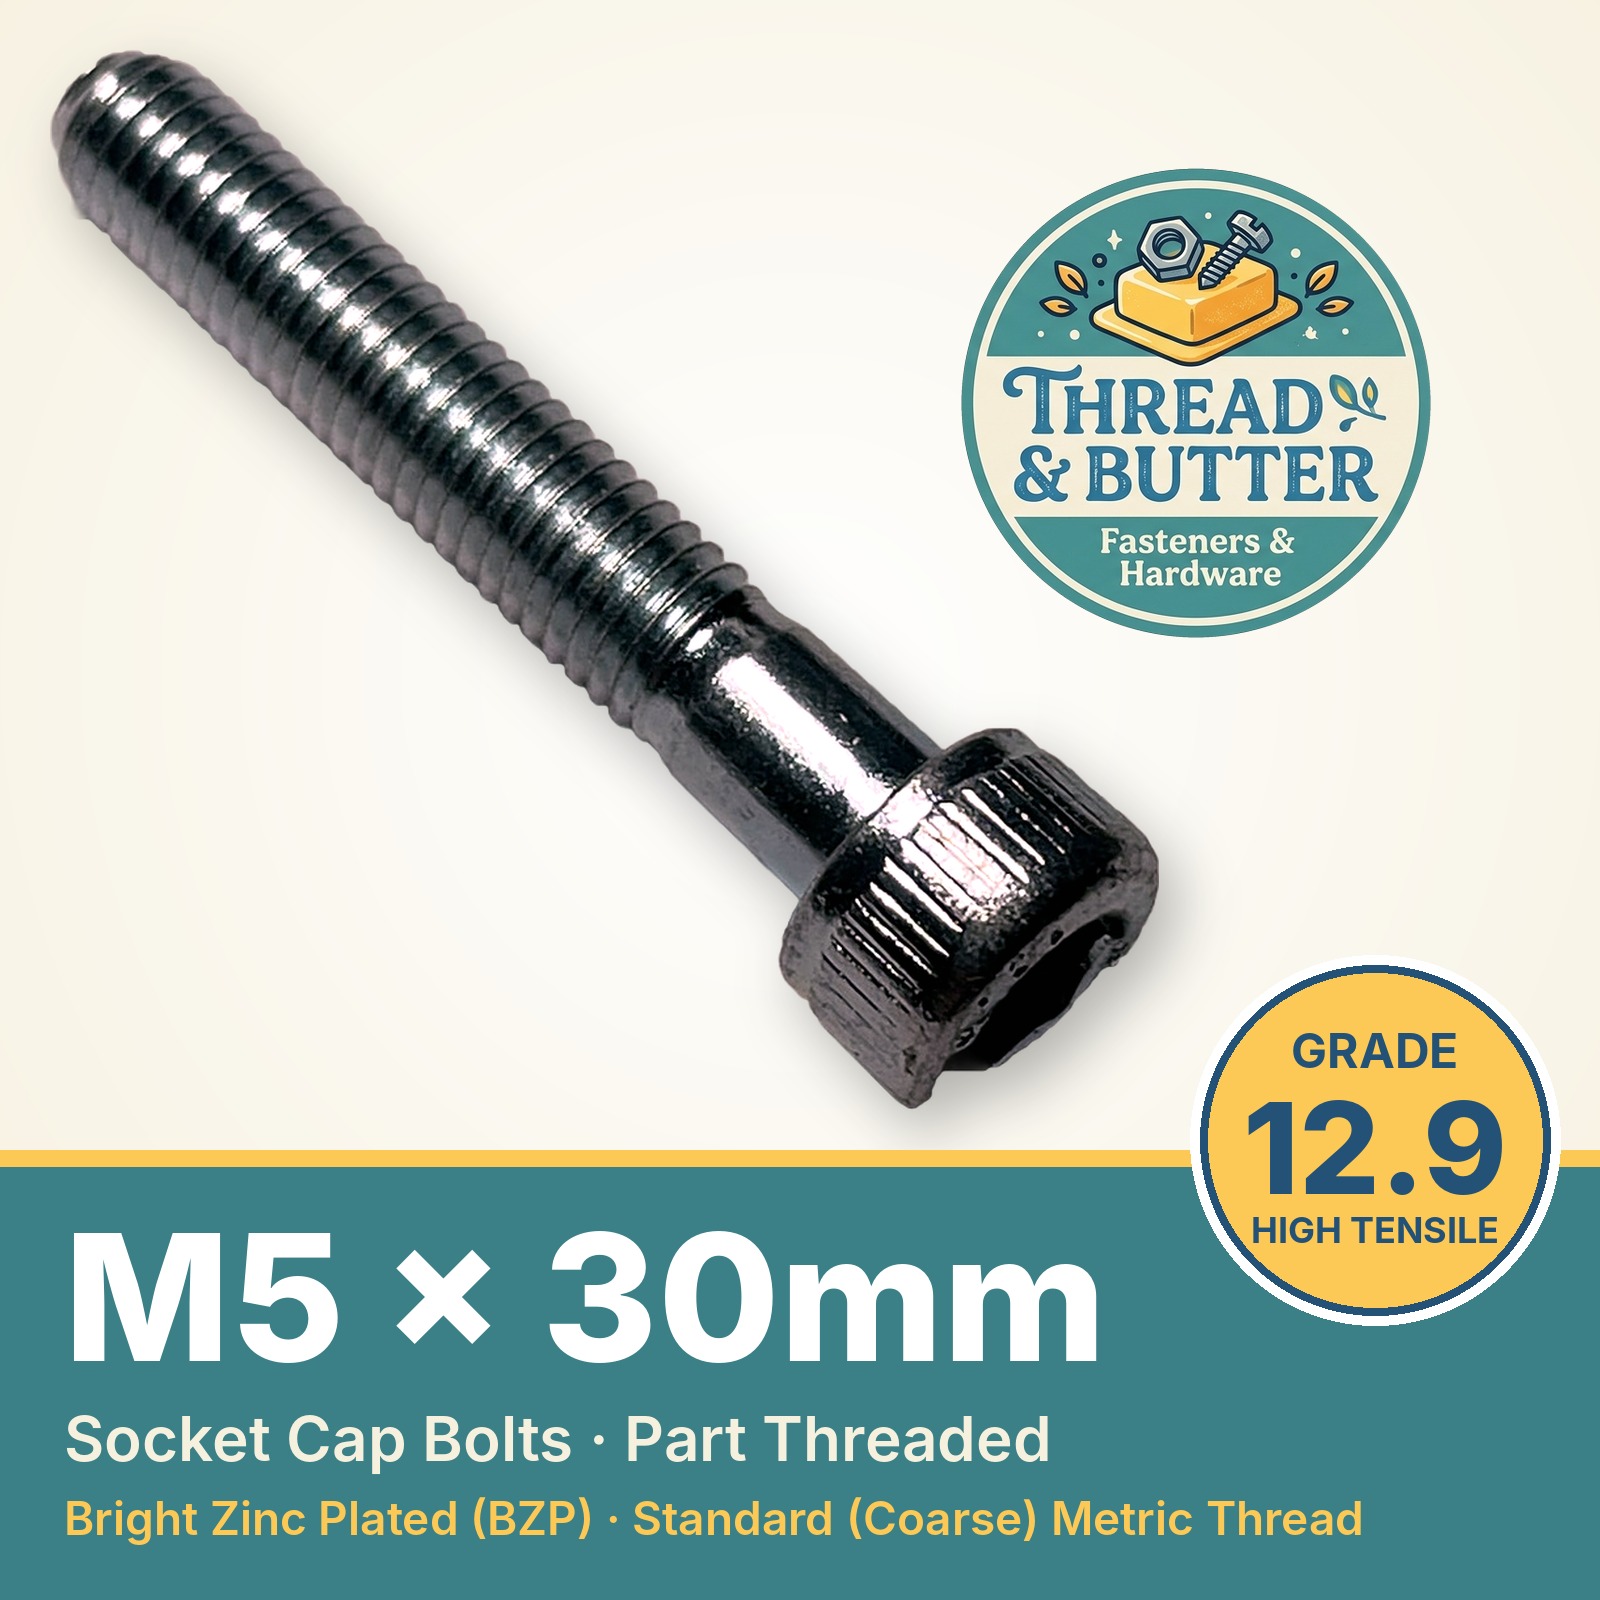 THREAD
& BUTTER
Fasteners &
Hardware
GRADE
12.9
HIGH TENSILE
M5 × 30mm
Socket Cap Bolts · Part Threaded
Bright Zinc Plated (BZP) · Standard (Coarse) Metric Thread